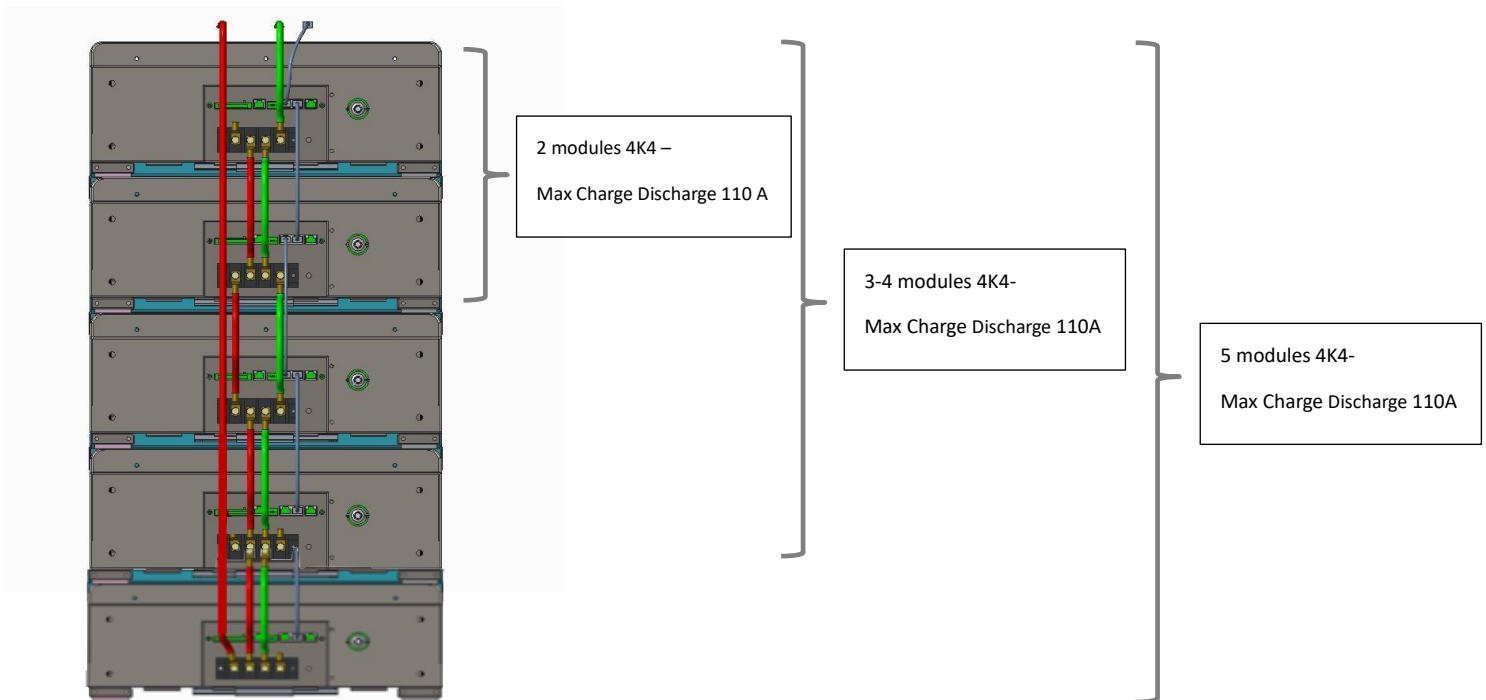 2 modules 4K4 –
Max Charge Discharge 110 A
3-4 modules 4K4-
Max Charge Discharge 110A
5 modules 4K4-
Max Charge Discharge 110A